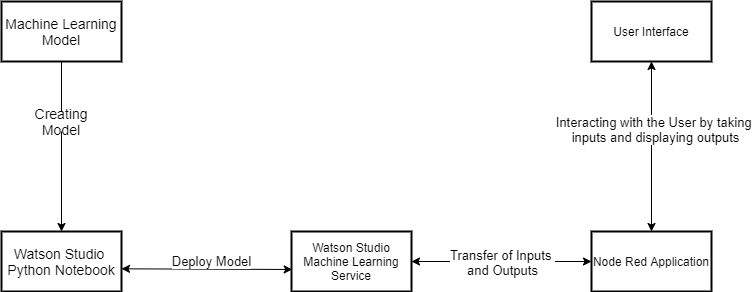 Machine Learning
Model
User Interface
Creating
Model
Interacting with the User by taking
inputs and displaying outputs
Watson Studio
Python Notebook
Deploy Model
Watson Studio
Machine Learning
Service
Transfer of Inputs
and Outputs
Node Red Application